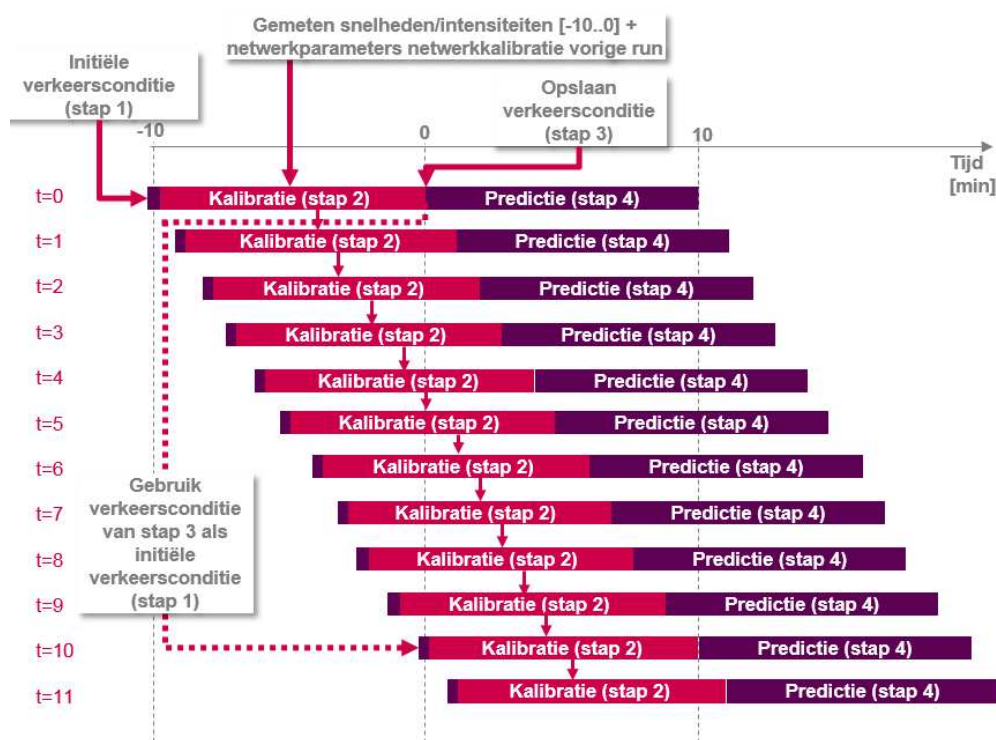 Gemeten snelheden/intensiteiten [-10..0] +
netwerkparameters netwerkkalibratie vorige run
Initiële
verkeersconditie
(stap 1)
Opslaan
verkeersconditie
(stap 3)
-10
0
10
Tijd
[min]
t=0
Kalibratie (stap 2)
Predictie (stap 4)
t=1
Kalibratie (stap 2)
Predictie (stap 4)
t=2
Kalibratie (stap 2)
Predictie (stap 4)
t=3
Kalibratie (stap 2)
Predictie (stap 4)
t=4
Kalibratie (stap 2)
Predictie (stap 4)
t=5
Kalibratie (stap 2)
Predictie (stap 4)
t=6
Kalibratie (stap 2)
Predictie (stap 4)
Gebruik
verkeersconditie
van stap 3 als
initiële
verkeersconditie
(stap 1)
t=7
Kalibratie (stap 2)
Predictie (stap 4)
t=8
Kalibratie (stap 2)
Predictie (stap 4)
t=9
Kalibratie (stap 2)
Predictie (stap 4)
t=10
Kalibratie (stap 2)
Predictie (stap 4)
t=11
Kalibratie (stap 2)
Predictie (stap 4)